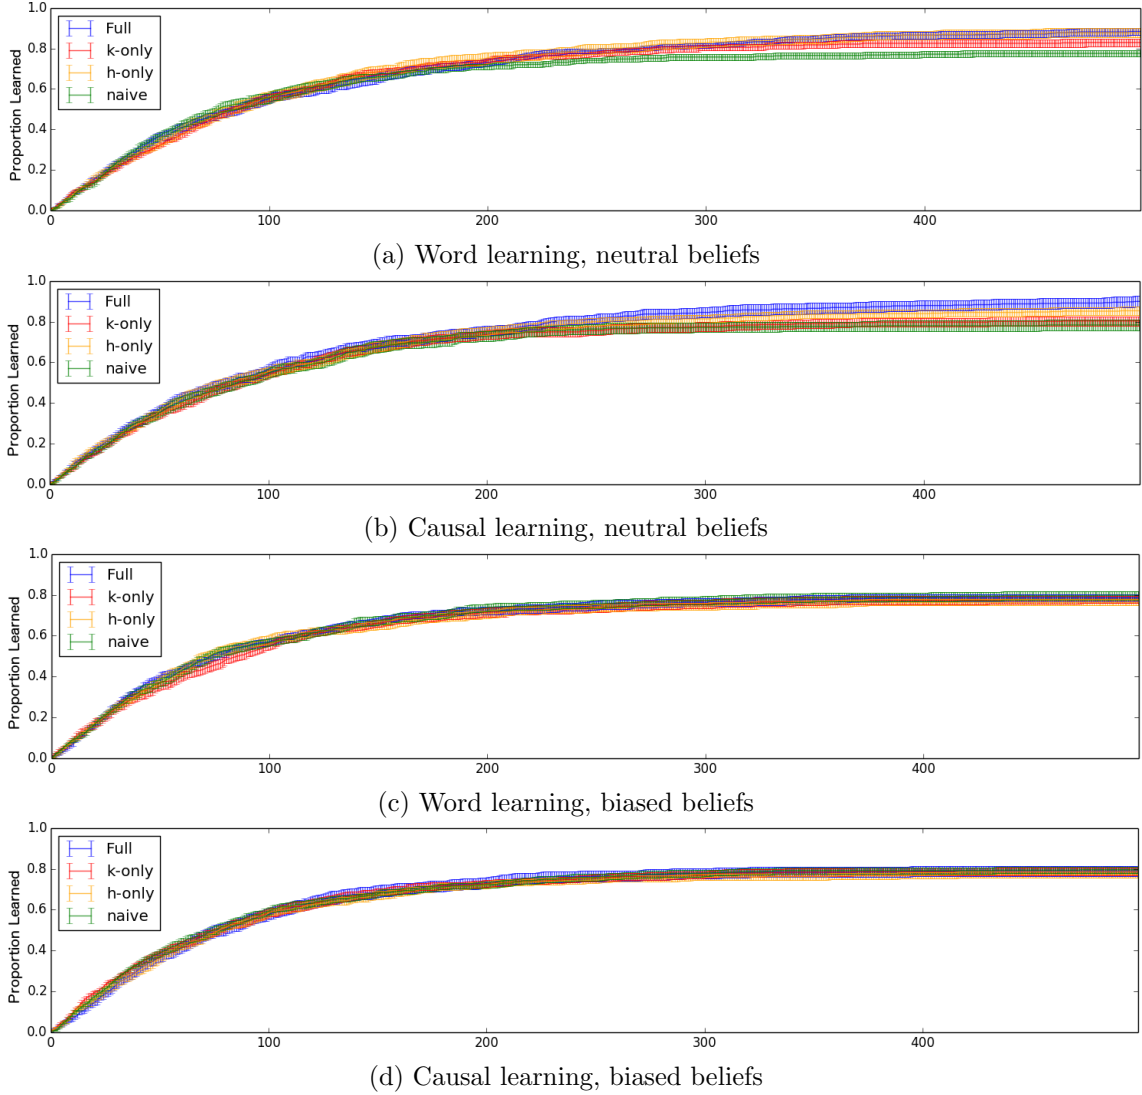 1.0
0.8
0.6
0.4
0.2
0.0
Proportion Learned
Full
k-only
h-only
naive
0 100 200 300 400
(a) Word learning, neutral beliefs
1.0
0.8
0.6
0.4
0.2
0.0
Proportion Learned
Full
k-only
h-only
naive
0 100 200 300 400
(b) Causal learning, neutral beliefs
1.0
0.8
0.6
0.4
0.2
0.0
Proportion Learned
Full
k-only
h-only
naive
0 100 200 300 400
(c) Word learning, biased beliefs
1.0
0.8
0.6
0.4
0.2
0.0
Proportion Learned
Full
k-only
h-only
naive
0 100 200 300 400
(d) Causal learning, biased beliefs